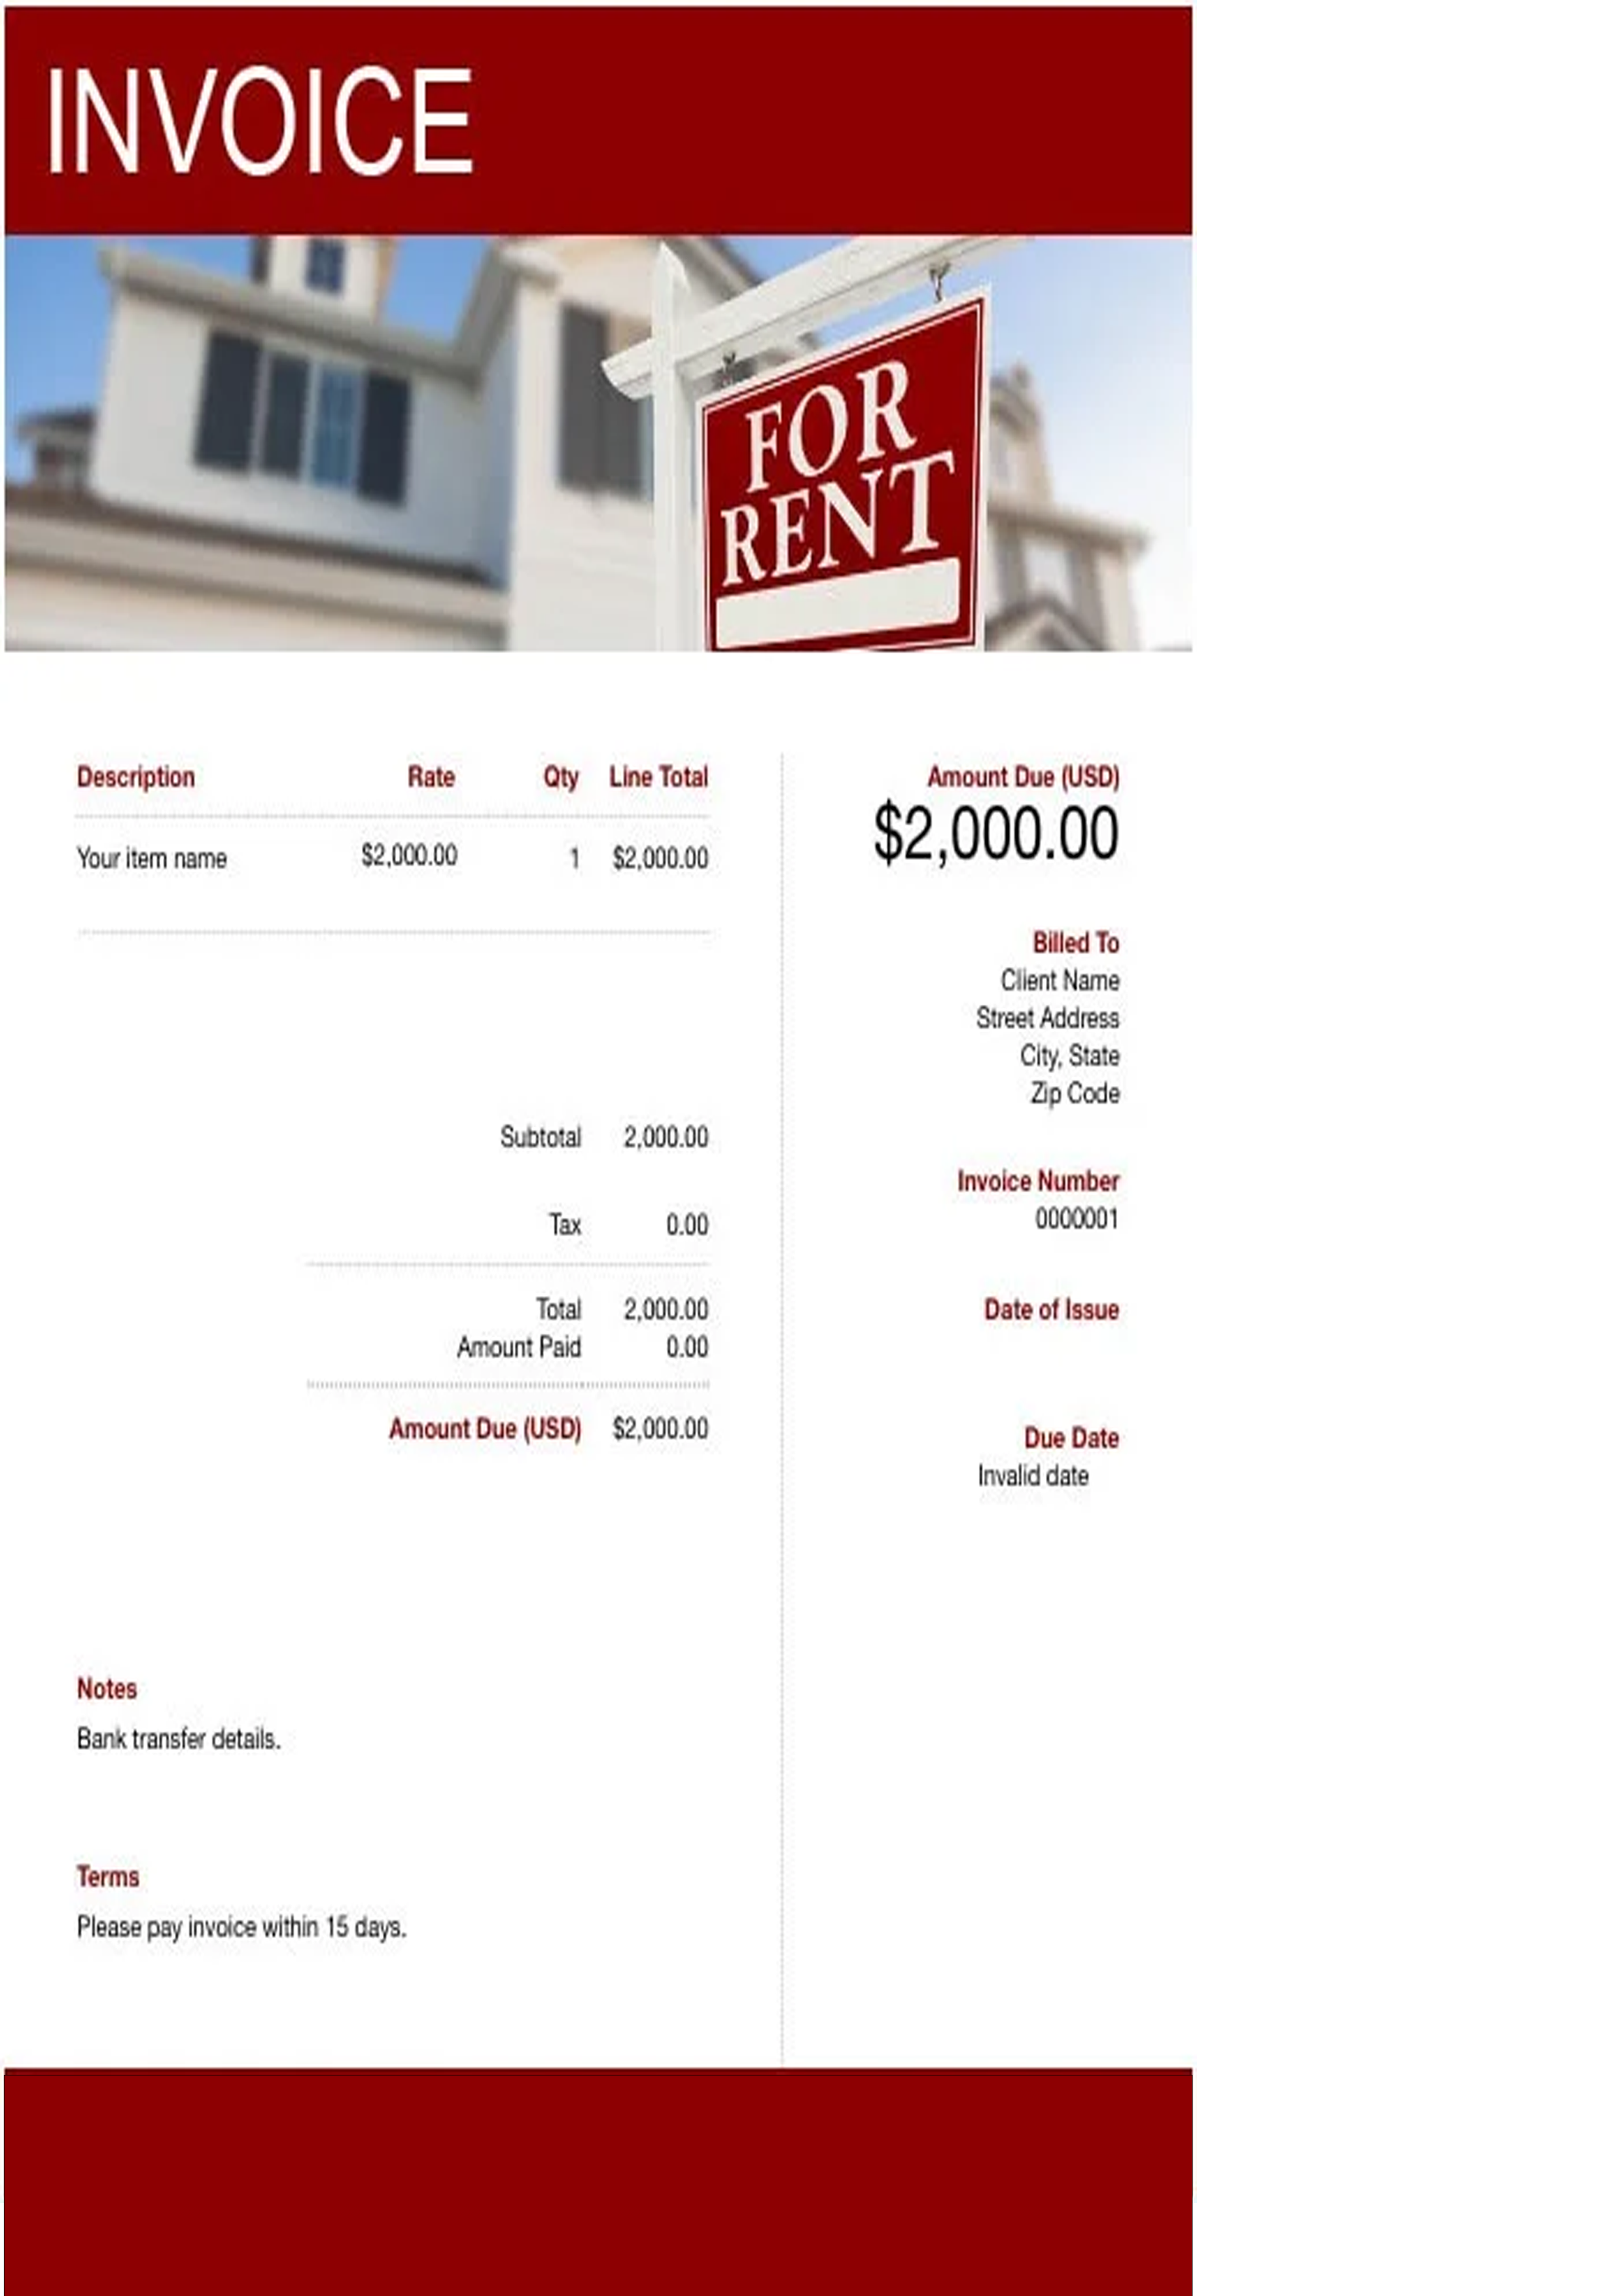 INVOICE
FOR
RENT
Description Rate Qty Line Total
Your item name $2,000.00 1 $2,000.00
Subtotal 2,000.00
Tax 0.00
Total 2,000.00
Amount Paid 0.00
Amount Due (USD) $2,000.00
Notes
Bank transfer details.
Terms
Please pay invoice within 15 days.
Amount Due (USD)
$2,000.00
Billed To
Client Name
Street Address
City, State
Zip Code
Invoice Number
0000001
Date of Issue
Due Date
Invalid date